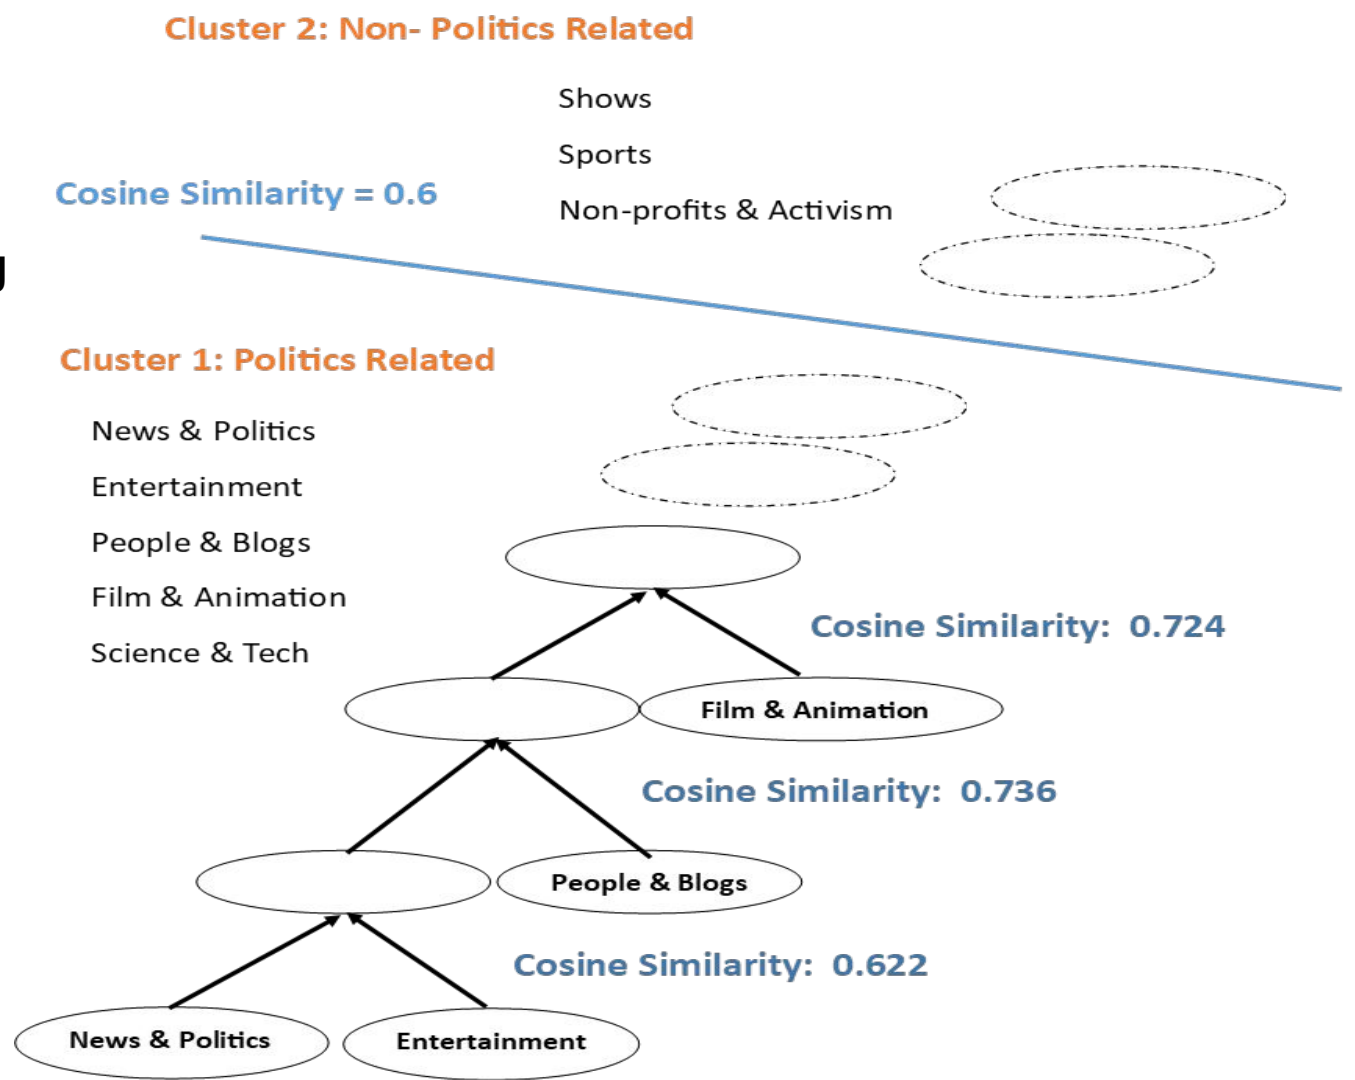 Cluster 2: Non- Politics Related
Shows
Sports
Non-profits & Activism
Cosine Similarity = 0.6
g
Cluster 1: Politics Related
News & Politics
Entertainment
People & Blogs
Film & Animation
Science & Tech
Cosine Similarity: 0.724
Film & Animation
Cosine Similarity: 0.736
People & Blogs
Cosine Similarity: 0.622
News & Politics
Entertainment